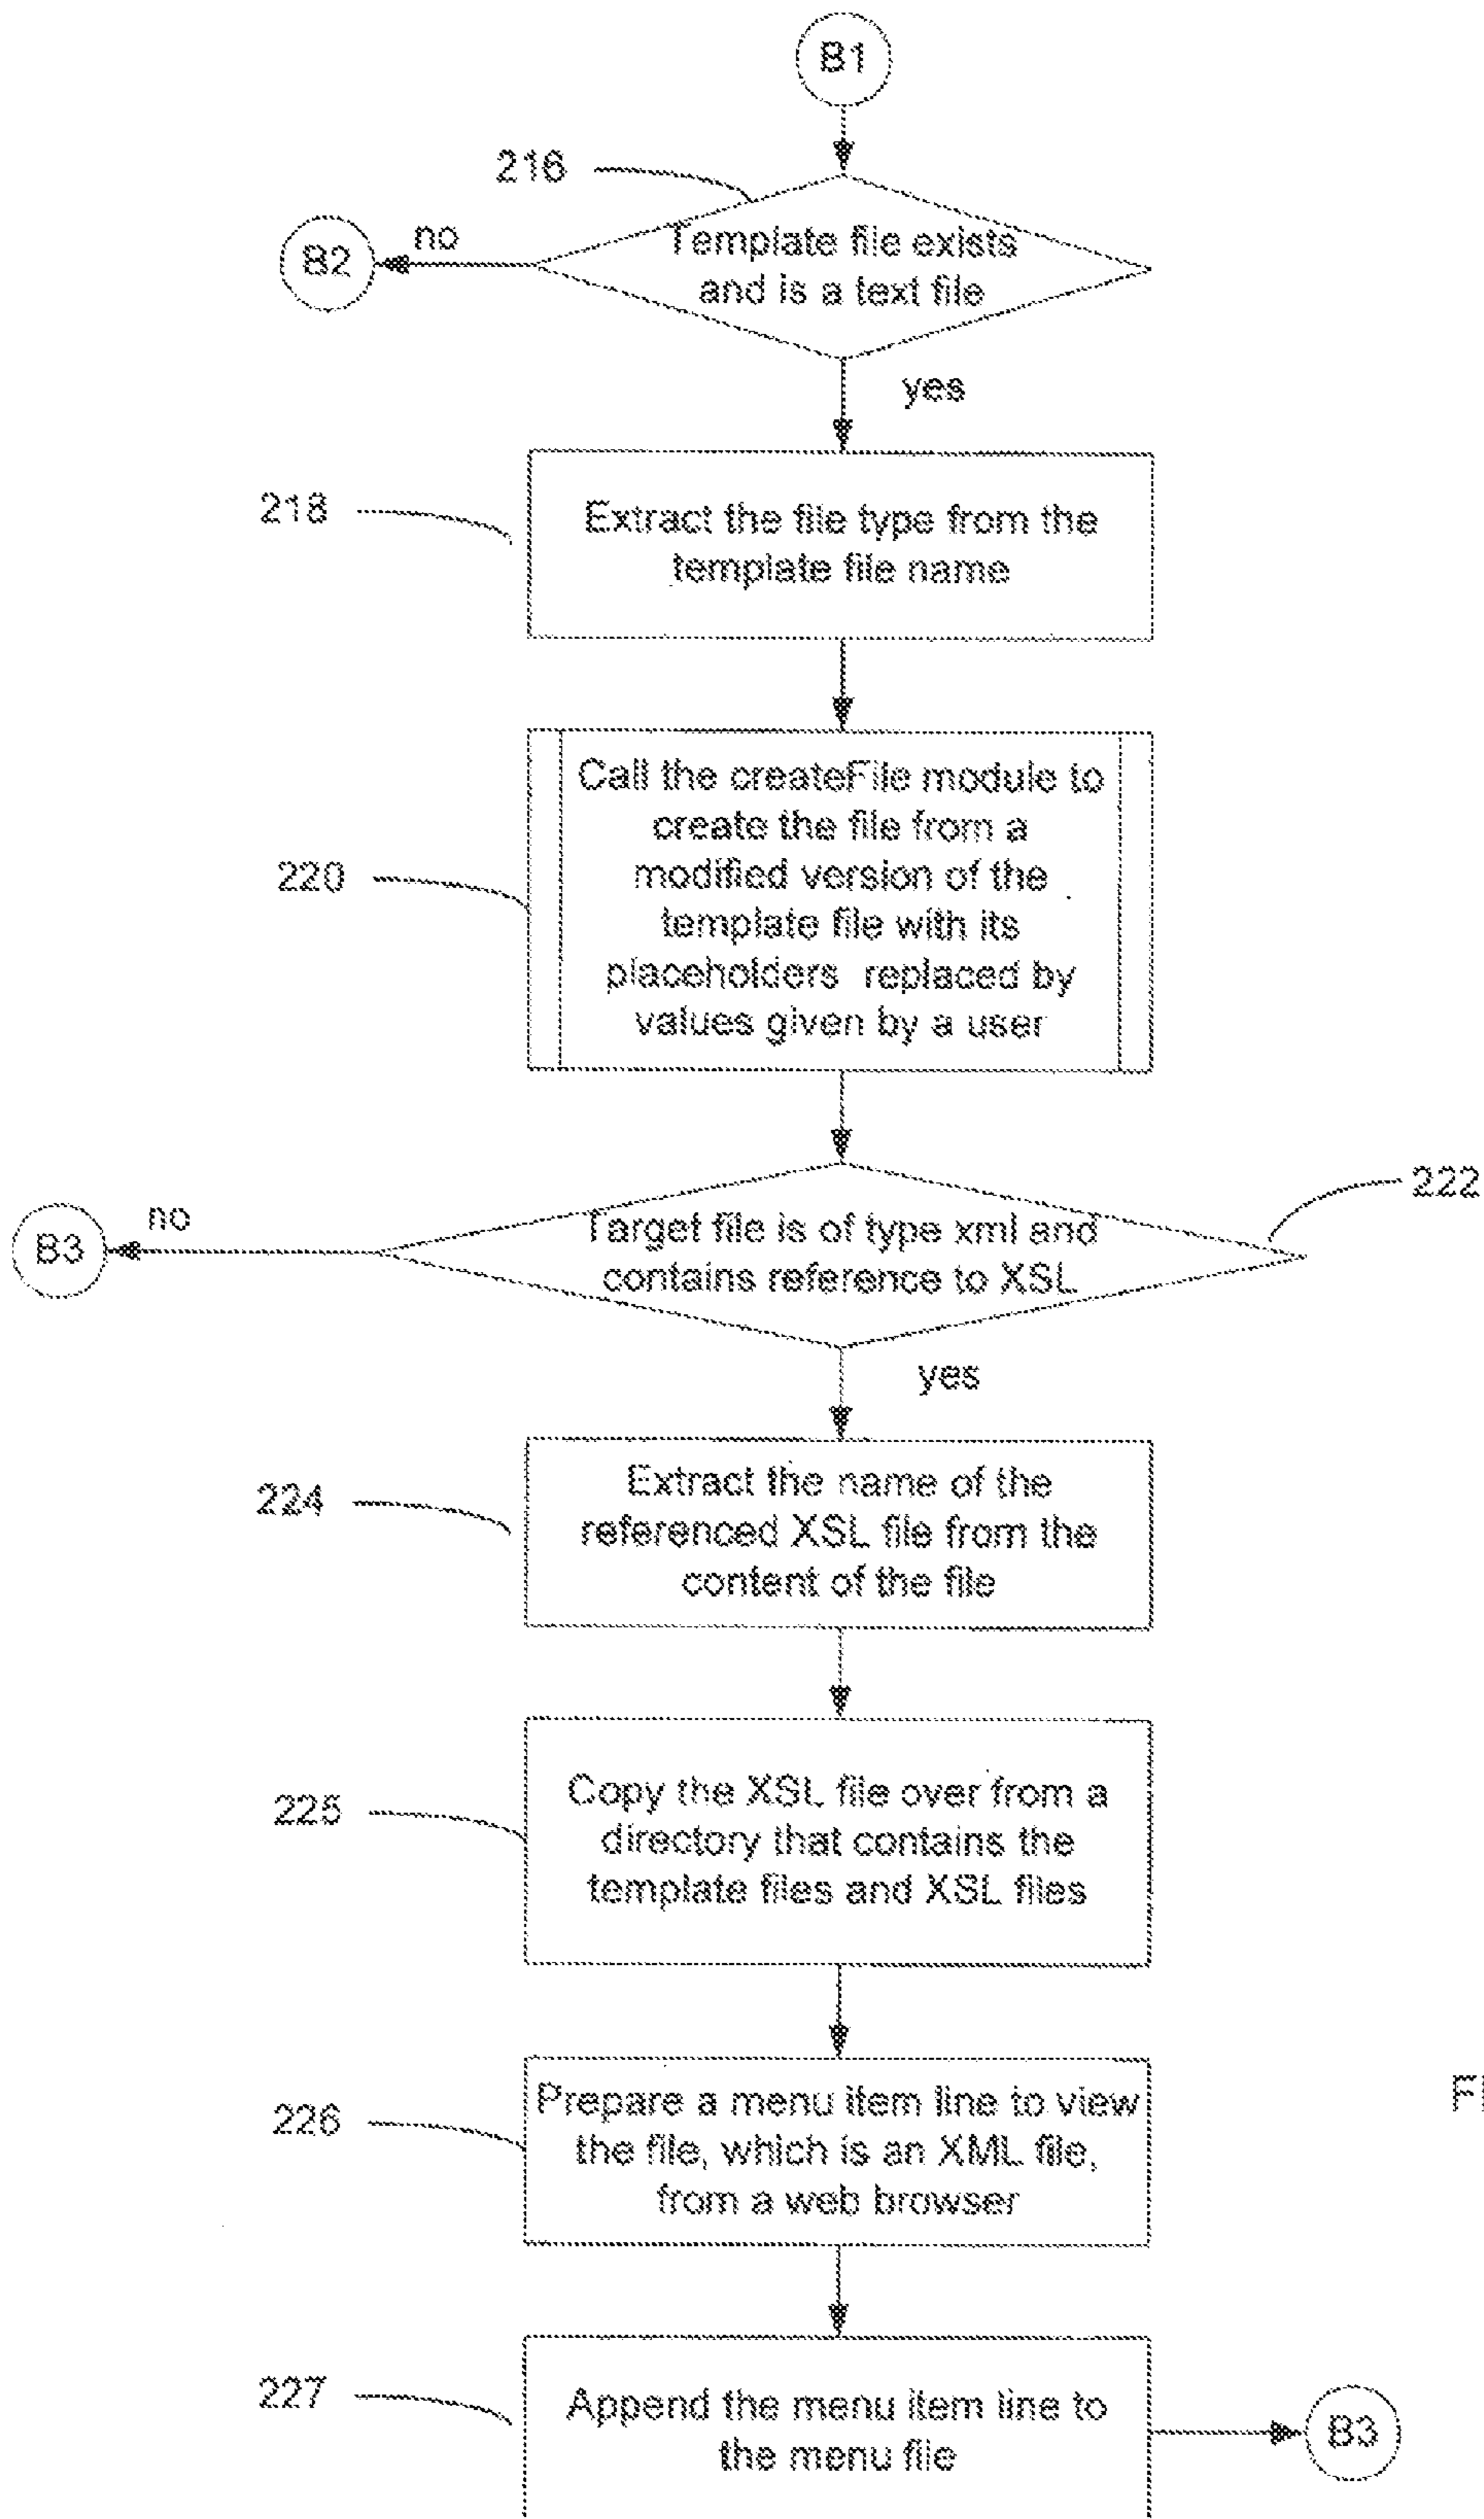 B1
216
Template file exists
and is a text file
no
B2
yes
218
Extract the file type from the
template file name
220
Call the createFile module to
create the file from a
modified version of the
template file with its
placeholders replaced by
values given by a user
222
Target file is of type xml and
contains reference to XSL
no
B3
yes
224
Extract the name of the
referenced XSL file from the
content of the file
225
Copy the XSL file over from a
directory that contains the
template files and XSL files
226
Prepare a menu item line to view
the file, which is an XML file,
from a web browser
227
Append the menu item line to
the menu file
B3